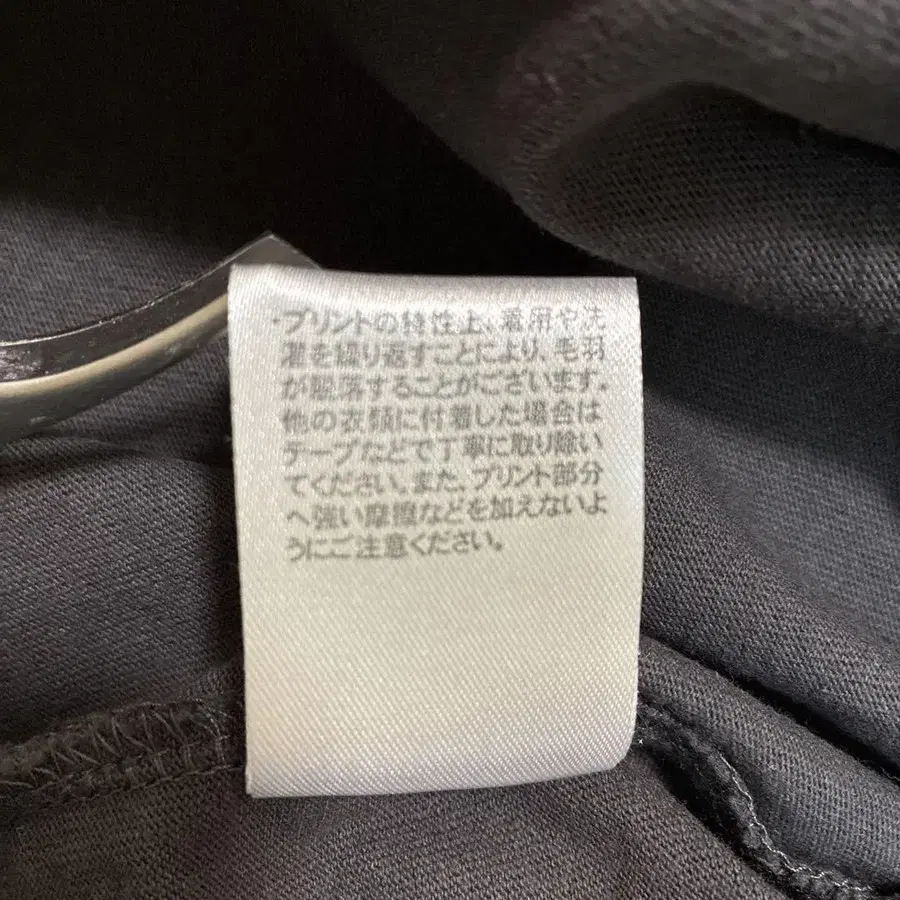 ・プリントの特性上、着用や洗
濯を繰り返すことにより、毛羽
が脱落することがございます。
他の衣類に付着した場合は
テープなどで丁寧に取り除い
てください。また、プリント部分
へ強い摩擦などを加えないよ
うにご注意ください。